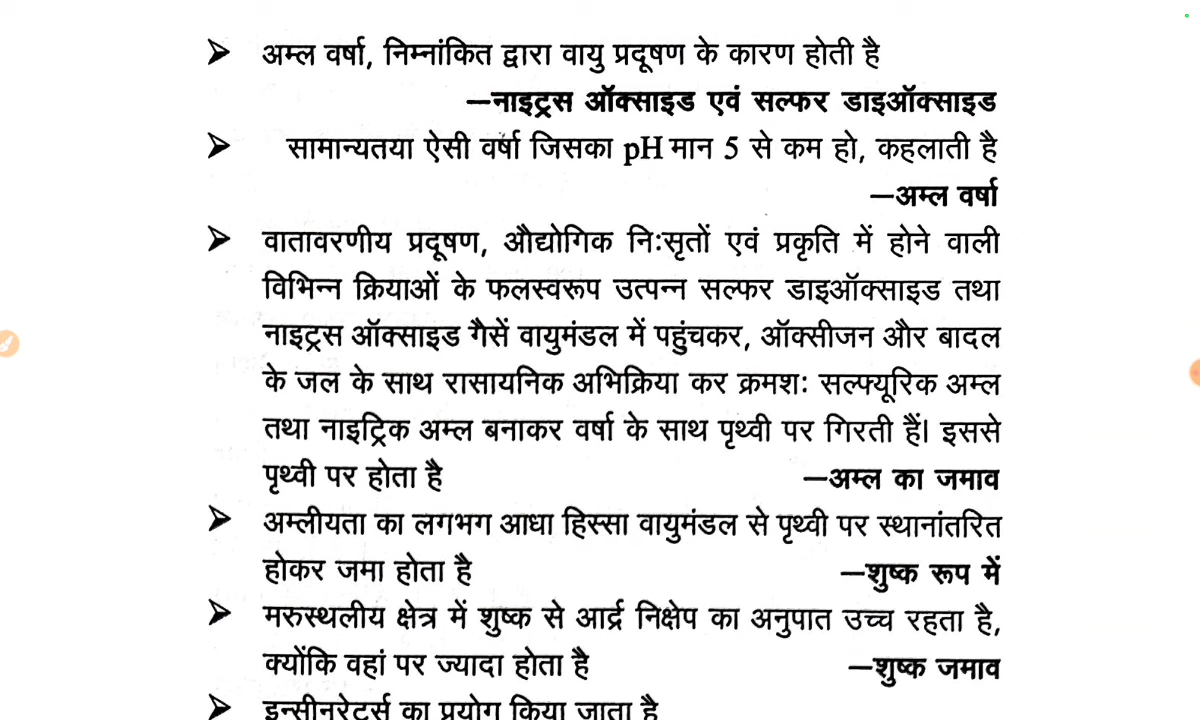 ➤ अम्ल वर्षा, निम्नांकित द्वारा वायु प्रदूषण के कारण होती है
—नाइट्रस ऑक्साइड एवं सल्फर डाइऑक्साइड
➤ सामान्यतया ऐसी वर्षा जिसका pH मान 5 से कम हो, कहलाती है
—अम्ल वर्षा
➤ वातावरणीय प्रदूषण, औद्योगिक निःसृतों एवं प्रकृति में होने वाली
विभिन्न क्रियाओं के फलस्वरूप उत्पन्न सल्फर डाइऑक्साइड तथा
नाइट्रस ऑक्साइड गैसें वायुमंडल में पहुंचकर, ऑक्सीजन और बादल
के जल के साथ रासायनिक अभिक्रिया कर क्रमशः सल्फ्यूरिक अम्ल
तथा नाइट्रिक अम्ल बनाकर वर्षा के साथ पृथ्वी पर गिरती हैं। इससे
पृथ्वी पर होता है —अम्ल का जमाव
➤ अम्लीयता का लगभग आधा हिस्सा वायुमंडल से पृथ्वी पर स्थानांतरित
होकर जमा होता है —शुष्क रूप में
➤ मरुस्थलीय क्षेत्र में शुष्क से आर्द्र निक्षेप का अनुपात उच्च रहता है,
क्योंकि वहां पर ज्यादा होता है —शुष्क जमाव
➤ इन्सीनरेटर्स का प्रयोग किया जाता है